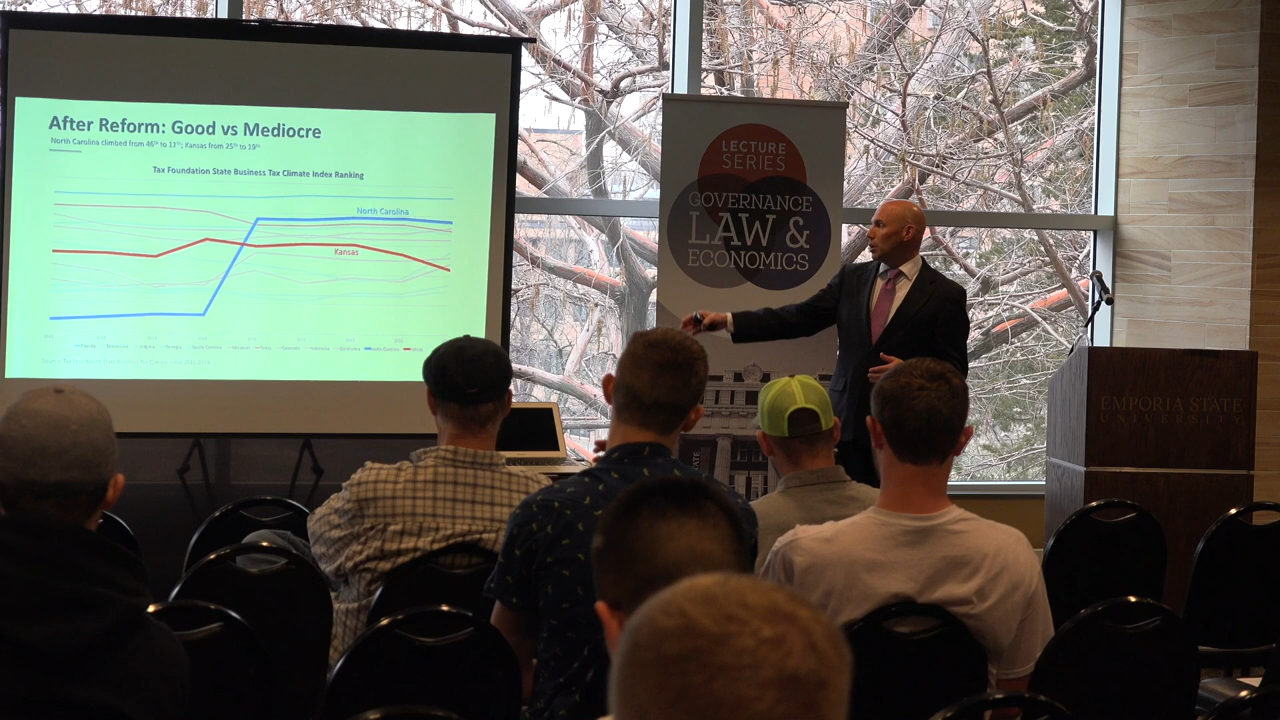 After Reform: Good vs Mediocre
North Carolina climbed from 46th to 11th; Kansas from 25th to 19th
Tax Foundation State Business Tax Climate Index Ranking
North Carolina
Kansas
LECTURE
SERIES
GOVERNANCE
LAW &
ECONOMICS
EMPORIA STATE
UNIVERSITY